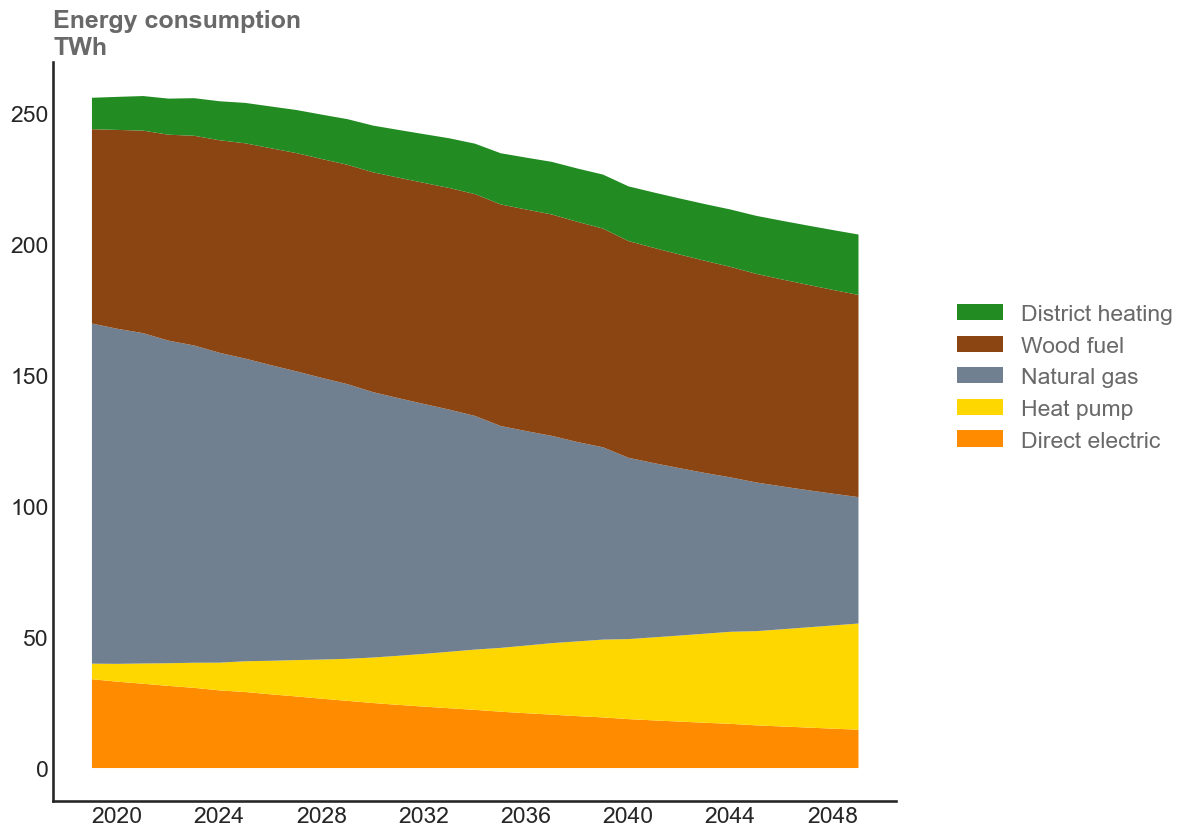 Energy consumption
TWh
250
200
150
100
50
0
2020 2024 2028 2032 2036 2040 2044 2048
District heating
Wood fuel
Natural gas
Heat pump
Direct electric